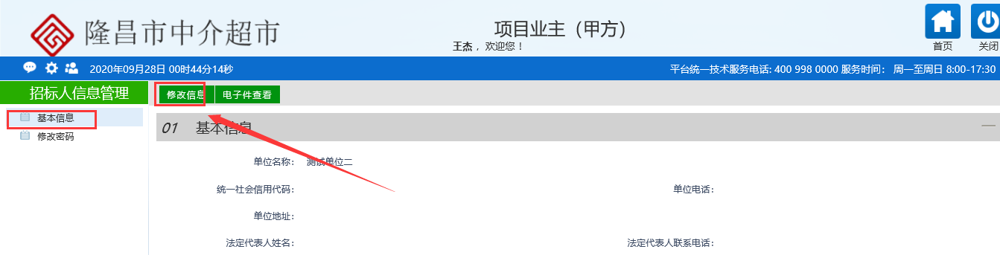 隆昌市中介超市
项目业主（甲方）
王杰 ，欢迎您！
首页
关闭
2020年09月28日 00时44分14秒
平台统一技术服务电话: 400 998 0000 服务时间： 周一至周日 8:00-17:30
招标人信息管理
修改信息
电子件查看
基本信息
修改密码
01 基本信息
单位名称: 测试单位二
统一社会信用代码:
单位电话:
单位地址:
法定代表人姓名:
法定代表人联系电话: